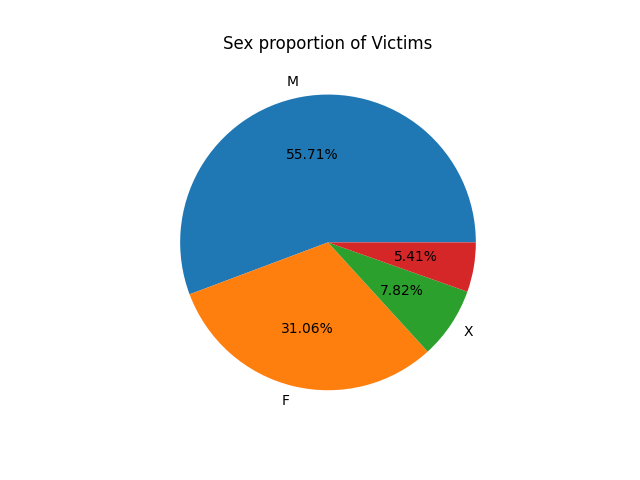 Sex proportion of Victims
M
55.71%
5.41%
7.82%
31.06%
X
F